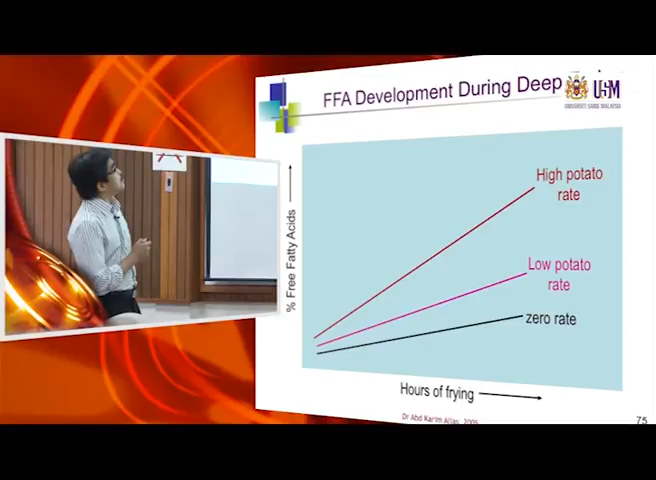 FFA Development During Deep
USM
UNIVERSITI SAINS MALAYSIA
High potato
rate
% Free Fatty Acids
Low potato
rate
zero rate
Hours of frying
Dr Abd Karim Alias, 2005
75